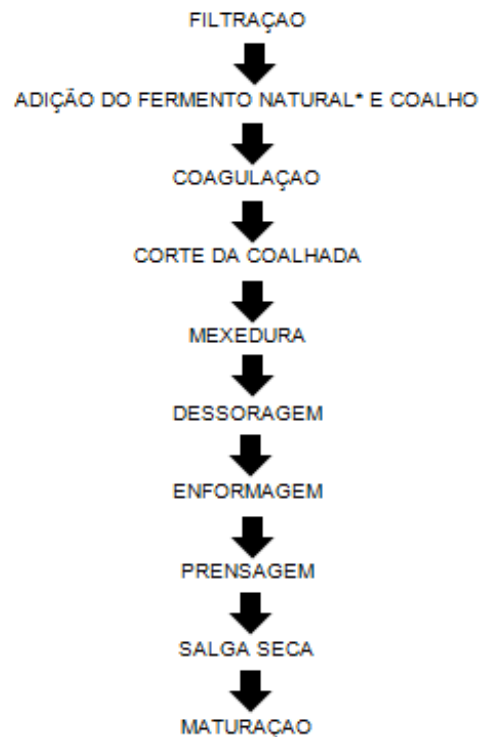 FILTRAÇAO
ADIÇÃO DO FERMENTO NATURAL* E COALHO
COAGULAÇAO
CORTE DA COALHADA
MEXEDURA
DESSORAGEM
ENFORMAGEM
PRENSAGEM
SALGA SECA
MATURAÇAO